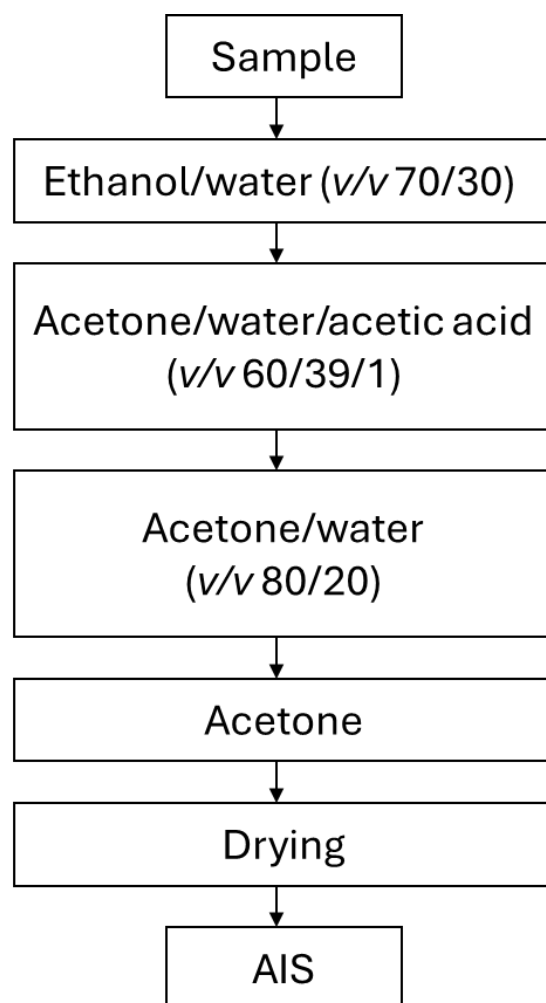 Sample
Ethanol/water (v/v 70/30)
Acetone/water/acetic acid
(v/v 60/39/1)
Acetone/water
(v/v 80/20)
Acetone
Drying
AIS